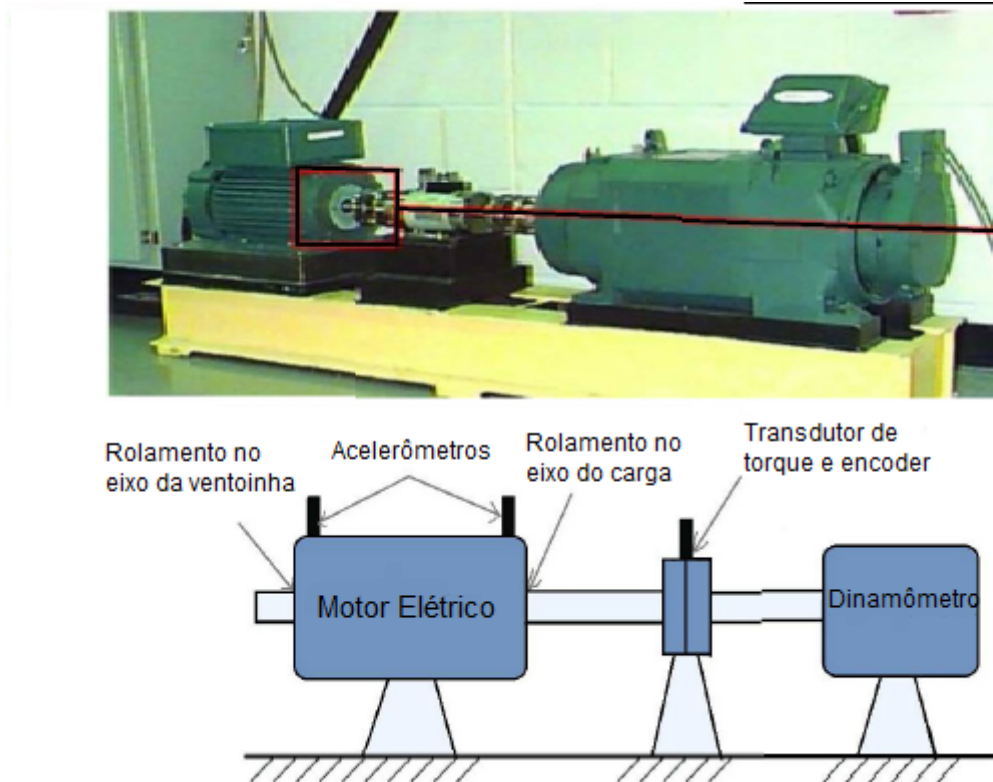 Rolamento no
eixo da ventoinha
Acelerômetros
Rolamento no
eixo do carga
Transdutor de
torque e encoder
Motor Elétrico
Dinamômetro